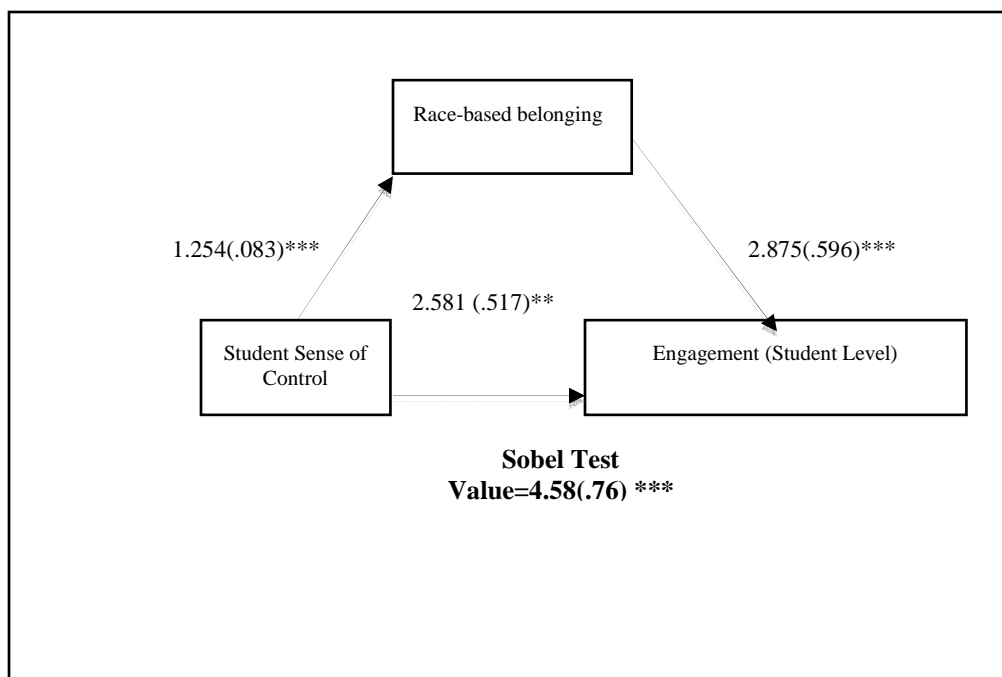 Race-based belonging
1.254(.083)***
2.875(.596)***
2.581 (.517)**
Student Sense of
Control
Engagement (Student Level)
Sobel Test
Value=4.58(.76) ***